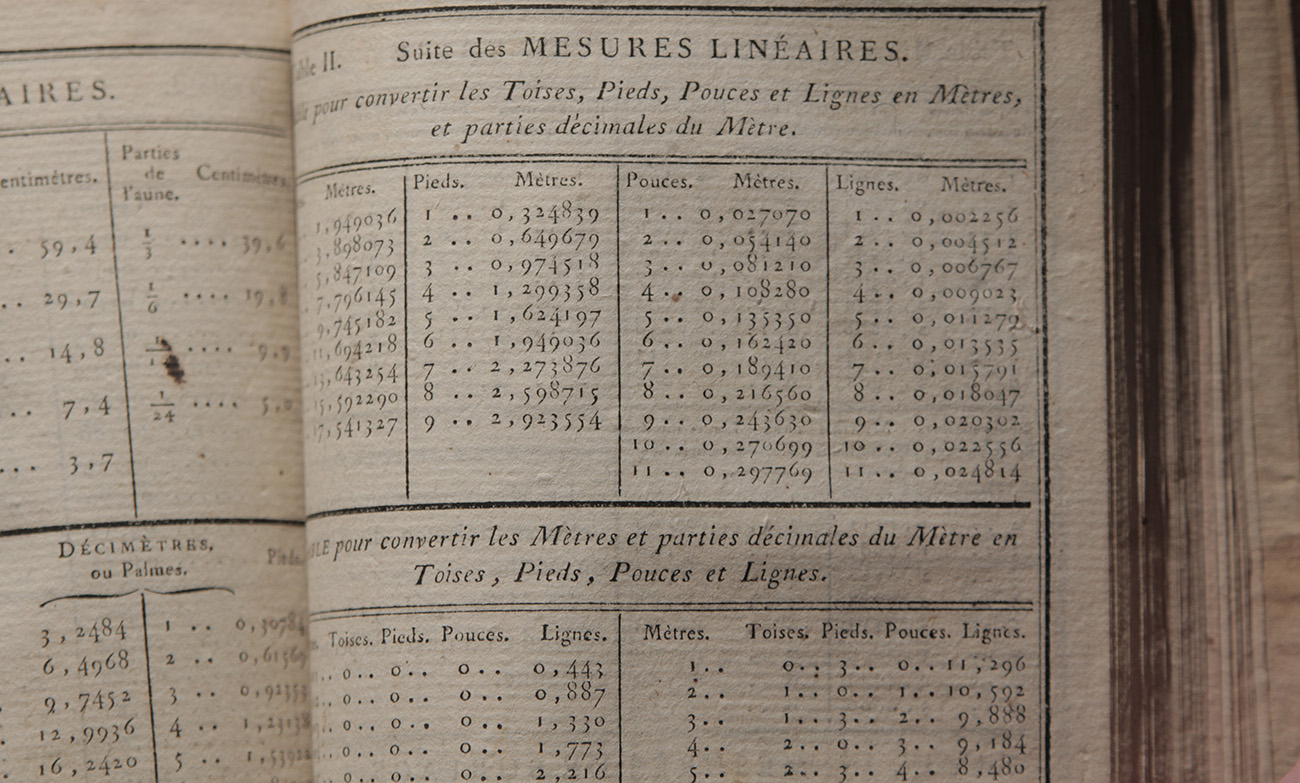 AIRES.
entimètres.
Parties
de
l'aune.
.. 59,4
1/3 ....
.. 29,7
1/6 ....
.. 14,8
....
.. 7,4
1/24 ....
... 3,7
DÉCIMÈTRES,
ou Palmes.
3,2484 1 ..
6,4968 2 ..
9,7452 3 ..
12,9936 4 ..
16,2420 5 ..
II. Suite des MESURES LINÉAIRES.
pour convertir les Toises, Pieds, Pouces et Lignes en Mètres,
et parties décimales du Mètre.
Mètres. Pieds. Mètres. Pouces. Mètres. Lignes. Mètres.
1,949036 1 .. 0,324839 1 .. 0,027070 1 .. 0,002256
3,898073 2 .. 0,649679 2 .. 0,054140 2 .. 0,004512
5,847109 3 .. 0,974518 3 .. 0,081210 3 .. 0,006767
7,796145 4 .. 1,299358 4 .. 0,108280 4 .. 0,009023
9,745182 5 .. 1,624197 5 .. 0,135350 5 .. 0,011279
11,694218 6 .. 1,949036 6 .. 0,162420 6 .. 0,013535
13,643254 7 .. 2,273876 7 .. 0,189410 7 .. 0,015791
15,592290 8 .. 2,598715 8 .. 0,216560 8 .. 0,018047
17,541327 9 .. 2,923554 9 .. 0,243630 9 .. 0,020302
10 .. 0,270699 10 .. 0,022556
11 .. 0,297769 11 .. 0,024814
pour convertir les Mètres et parties décimales du Mètre en
Toises, Pieds, Pouces et Lignes.
Toises. Pieds. Pouces. Lignes. Mètres. Toises. Pieds. Pouces. Lignes.
.. 0 .. 0 .. 0 .. 0,443 1 .. 0 .. 3 .. 0 .. 11,296
.. 0 .. 0 .. 0 .. 0,887 2 .. 1 .. 0 .. 1 .. 10,592
.. 0 .. 0 .. 0 .. 1,330 3 .. 1 .. 3 .. 2 .. 9,888
.. 0 .. 0 .. 0 .. 1,773 4 .. 2 .. 0 .. 3 .. 9,184
.. 0 .. 0 .. 0 .. 2,216 5 .. 2 .. 3 .. 4 .. 8,480